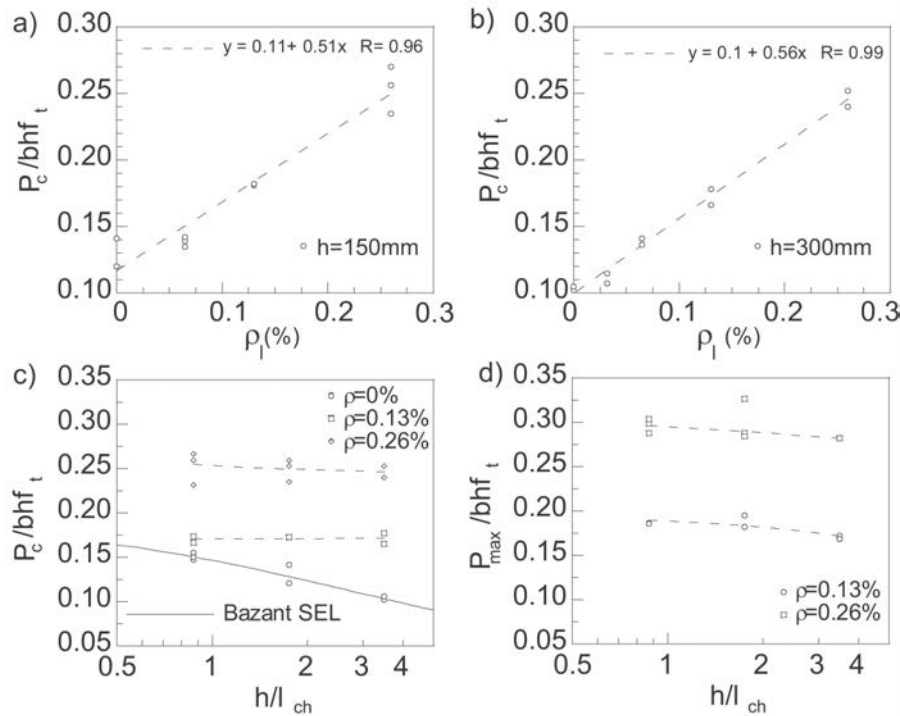 a)
0.30
0.25
0.20
0.15
0.10
P_c/bhf_t
y = 0.11+ 0.51x R= 0.96
h=150mm
0 0.1 0.2 0.3
ρ_l(%)
b)
0.30
0.25
0.20
0.15
0.10
P_c/bhf_t
y = 0.1 + 0.56x R= 0.99
h=300mm
0 0.1 0.2 0.3
ρ_l (%)
c)
0.35
0.30
0.25
0.20
0.15
0.10
0.05
P_c/bhf_t
ρ=0%
ρ=0.13%
ρ=0.26%
Bazant SEL
0.5 1 2 3 4
h/l_ch
d)
0.35
0.30
0.25
0.20
0.15
0.10
0.05
P_max/bhf_t
ρ=0.13%
ρ=0.26%
0.5 1 2 3 4
h/l_ch